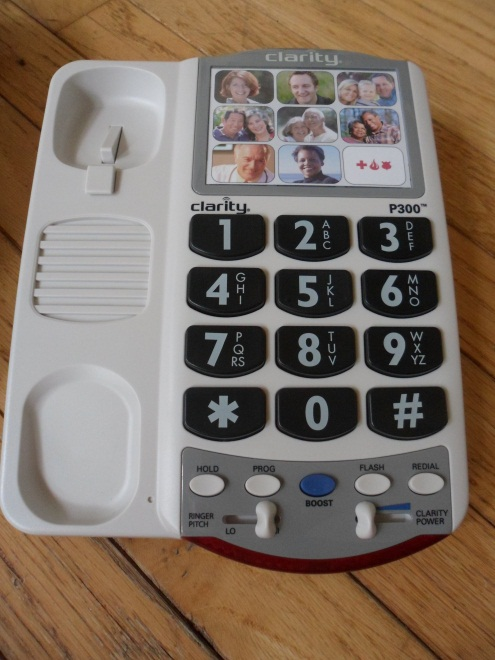 clarity®
clarity® P300™
1 2 ABC 3 DEF
4 GHI 5 JKL 6 MNO
7 PQRS 8 TUV 9 WXYZ
* 0 #
HOLD PROG BOOST FLASH REDIAL
RINGER PITCH LO CLARITY POWER